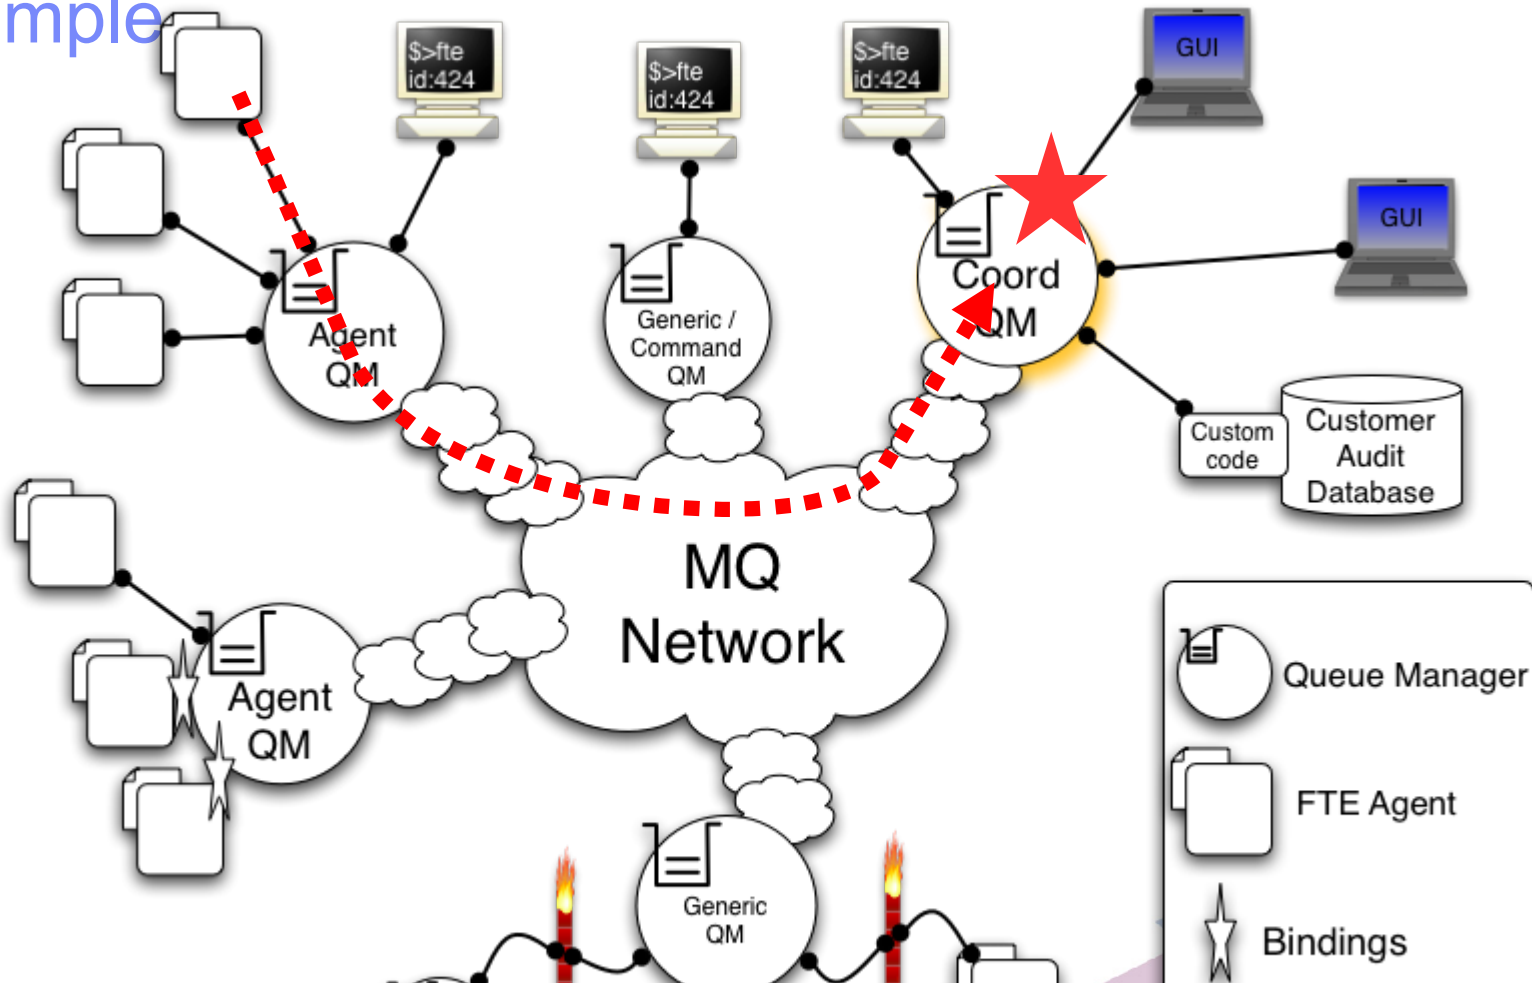 mple
$>fte
id:424
$>fte
id:424
$>fte
id:424
GUI
GUI
Agent
QM
Generic /
Command
QM
Coord
QM
Custom
code
Customer
Audit
Database
MQ
Network
Agent
QM
Generic
QM
Queue Manager
FTE Agent
Bindings